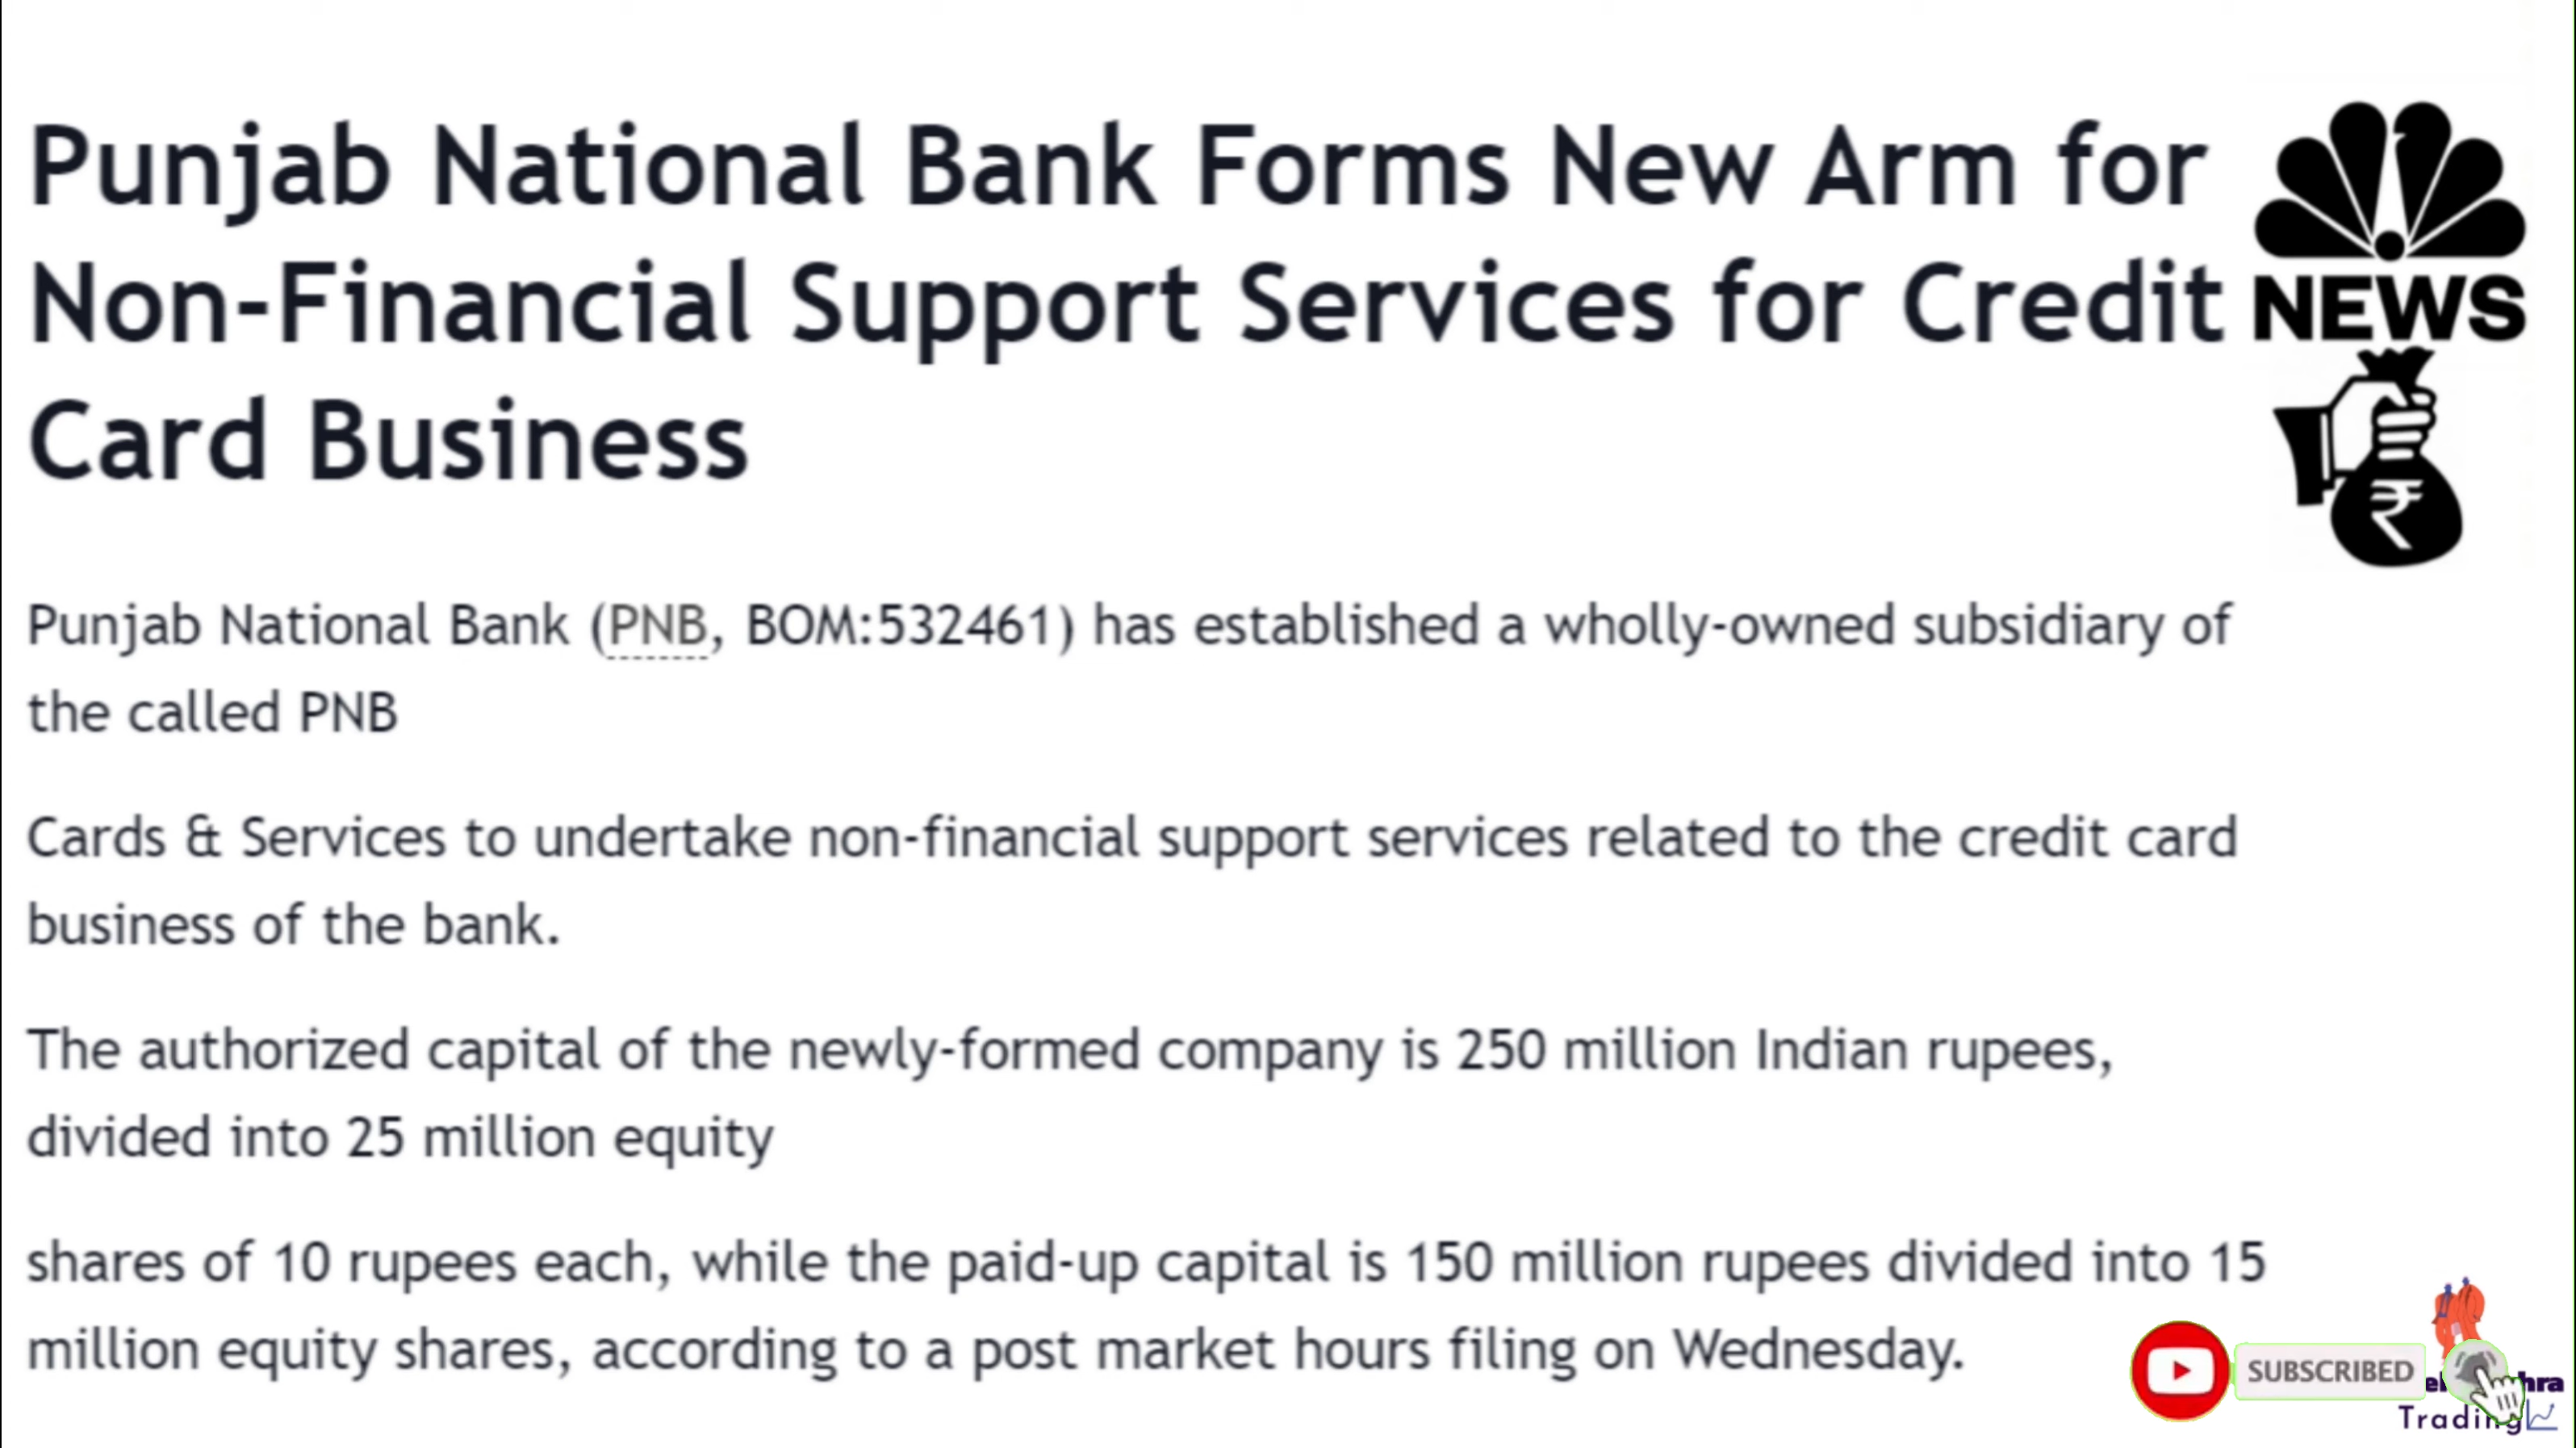 Punjab National Bank Forms New Arm for
Non-Financial Support Services for Credit
Card Business
NEWS
₹
Punjab National Bank (PNB, BOM:532461) has established a wholly-owned subsidiary of
the called PNB
Cards & Services to undertake non-financial support services related to the credit card
business of the bank.
The authorized capital of the newly-formed company is 250 million Indian rupees,
divided into 25 million equity
shares of 10 rupees each, while the paid-up capital is 150 million rupees divided into 15
million equity shares, according to a post market hours filing on Wednesday.
SUBSCRIBED
Trading